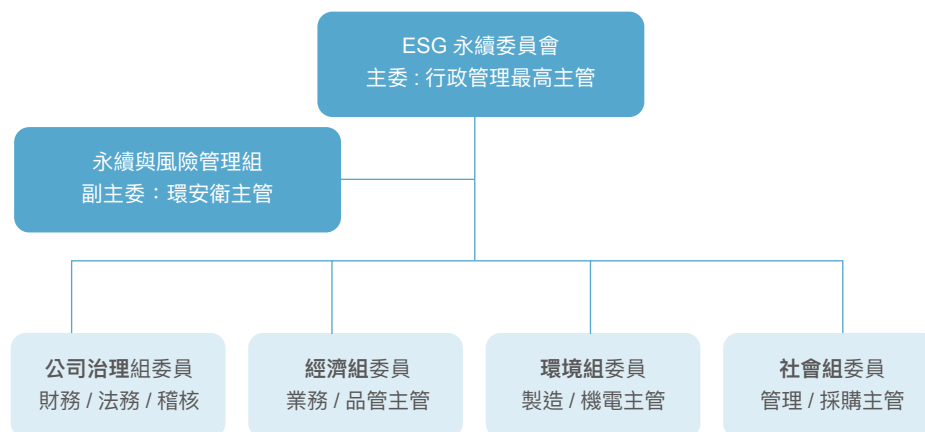 ESG 永續委員會
主委 : 行政管理最高主管
永續與風險管理組
副主委：環安衛主管
公司治理組委員
財務 / 法務 / 稽核
經濟組委員
業務 / 品管主管
環境組委員
製造 / 機電主管
社會組委員
管理 / 採購主管